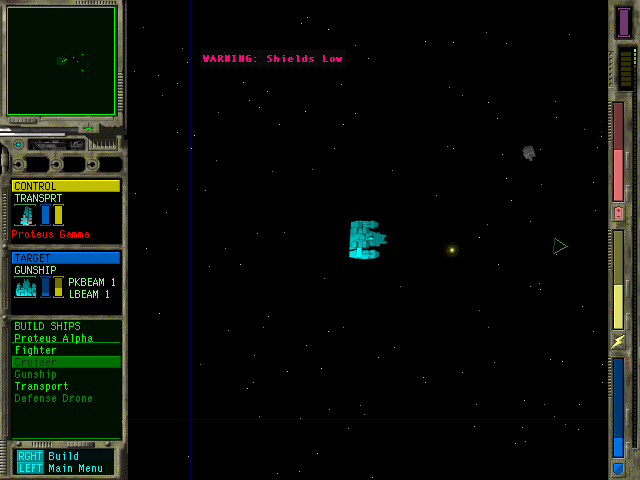 WARNING: Shields Low
CONTROL
TRANSPRT
Proteus Gamma
TARGET
GUNSHIP
PKBEAM 1
LBEAM 1
BUILD SHIPS
Proteus Alpha
Fighter
Cruiser
Gunship
Transport
Defense Drone
RGHT Build
LEFT Main Menu